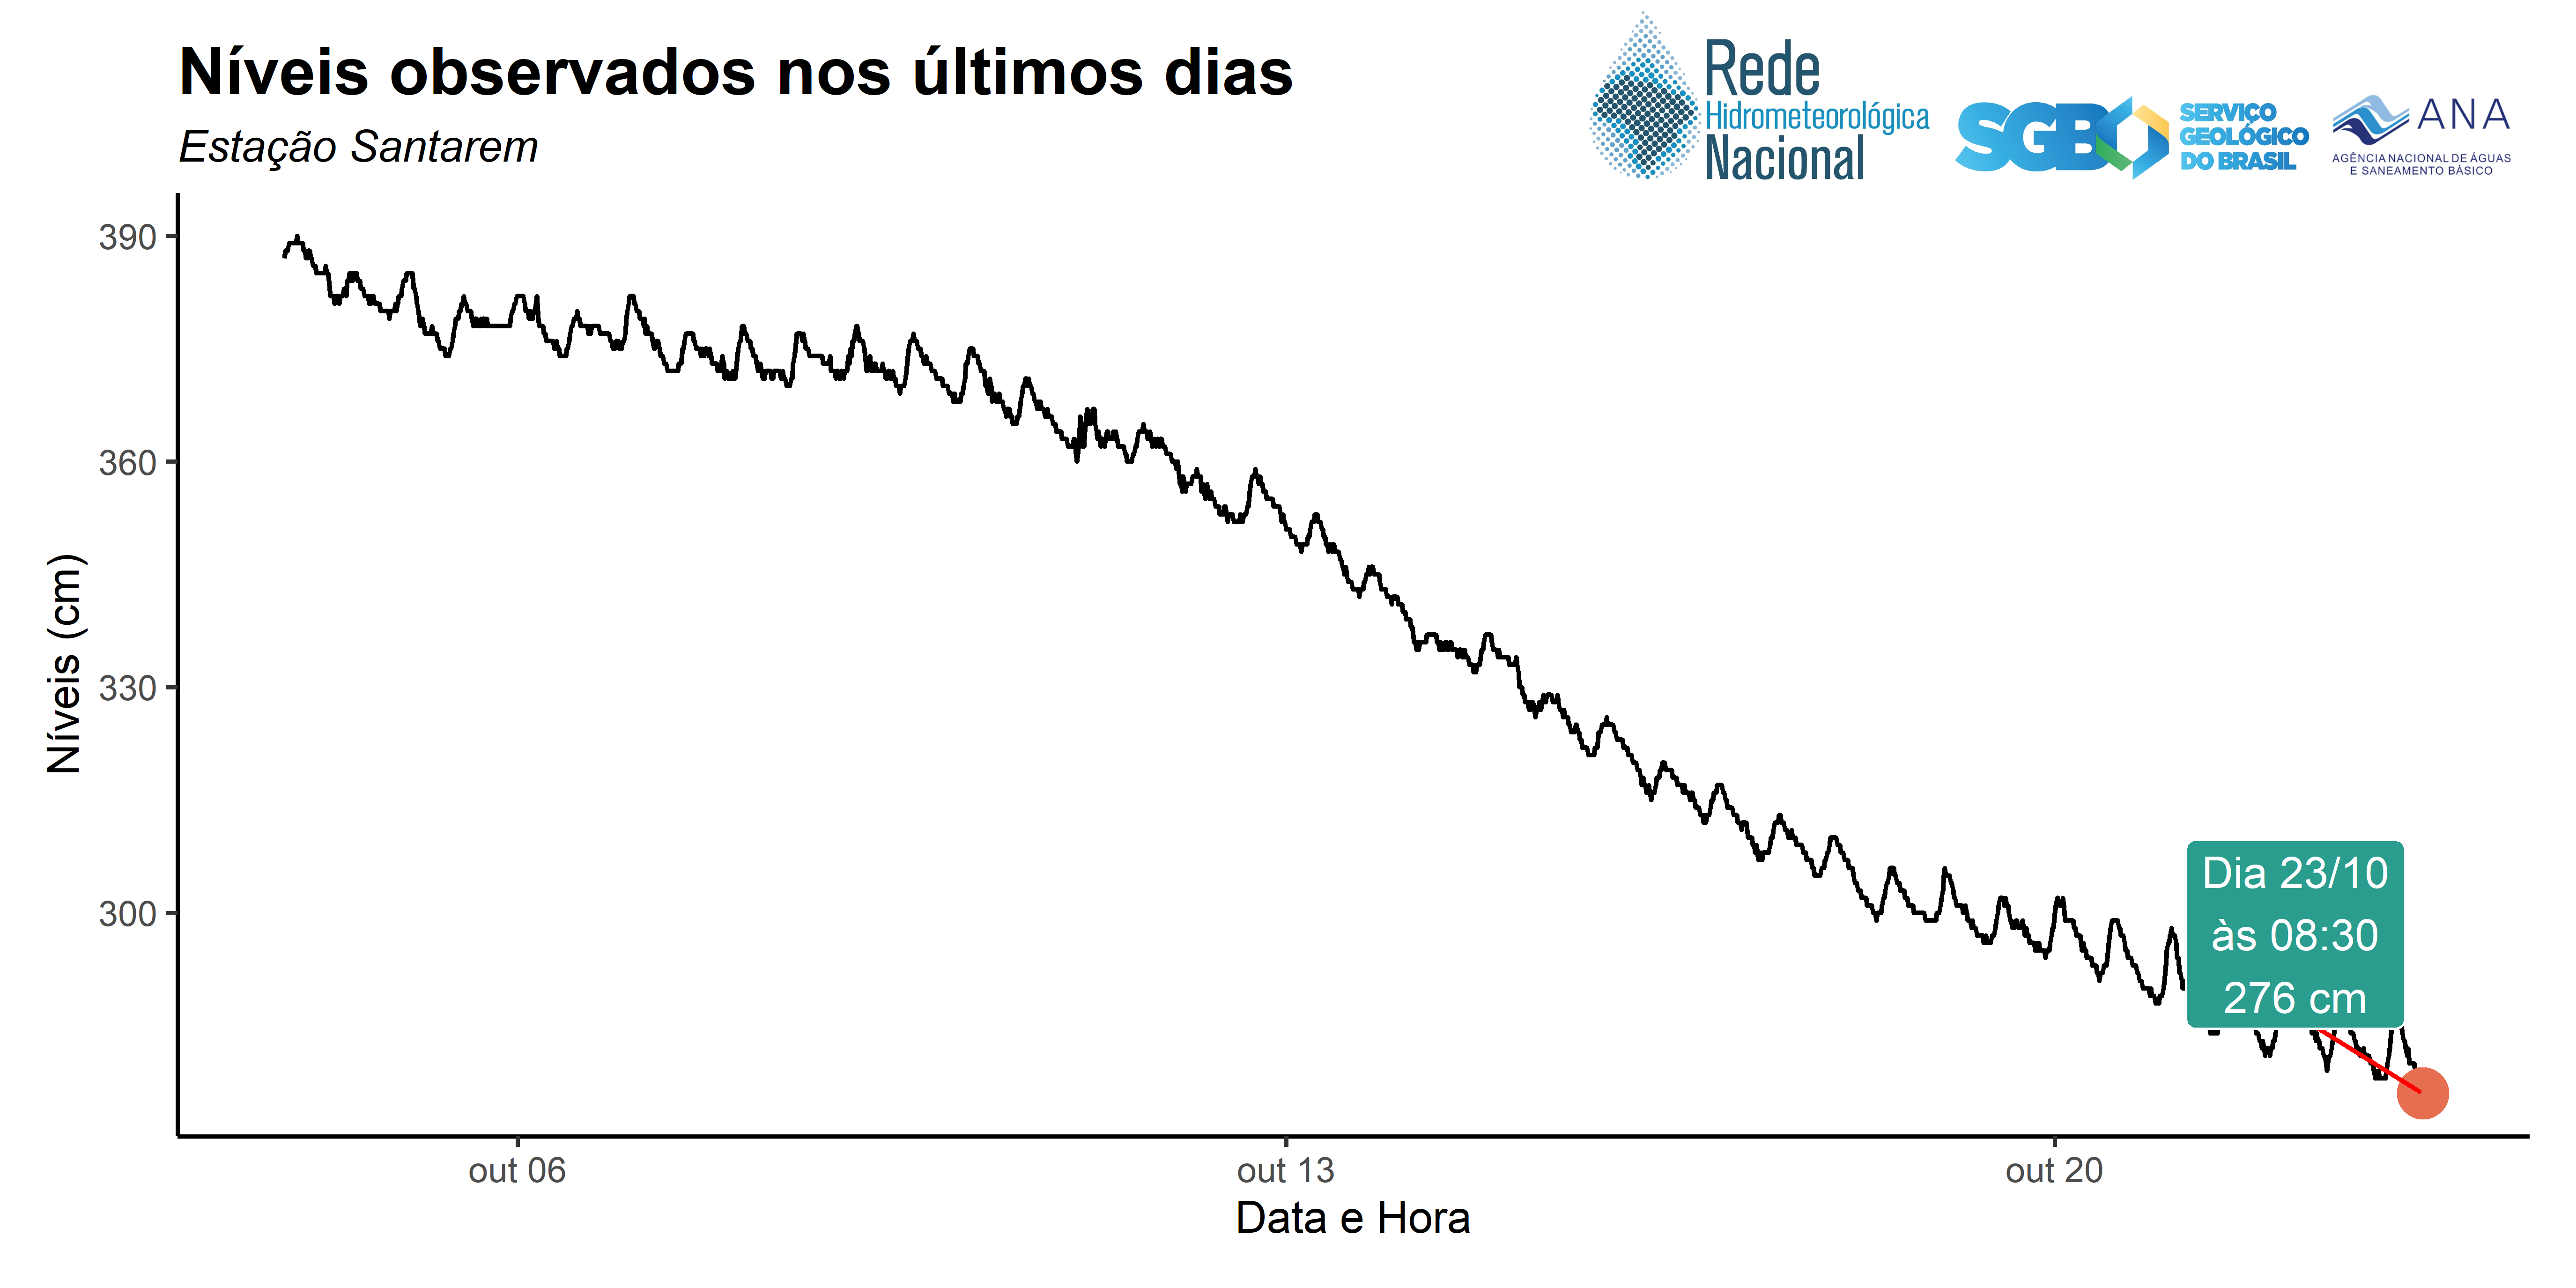 Níveis observados nos últimos dias
Estação Santarem
Rede
Hidrometeorológica
Nacional
SGB
SERVIÇO
GEOLÓGICO
DO BRASIL
ANA
AGÊNCIA NACIONAL DE ÁGUAS
E SANEAMENTO BÁSICO
390
360
330
300
Níveis (cm)
Dia 23/10
às 08:30
276 cm
out 06
out 13
out 20
Data e Hora